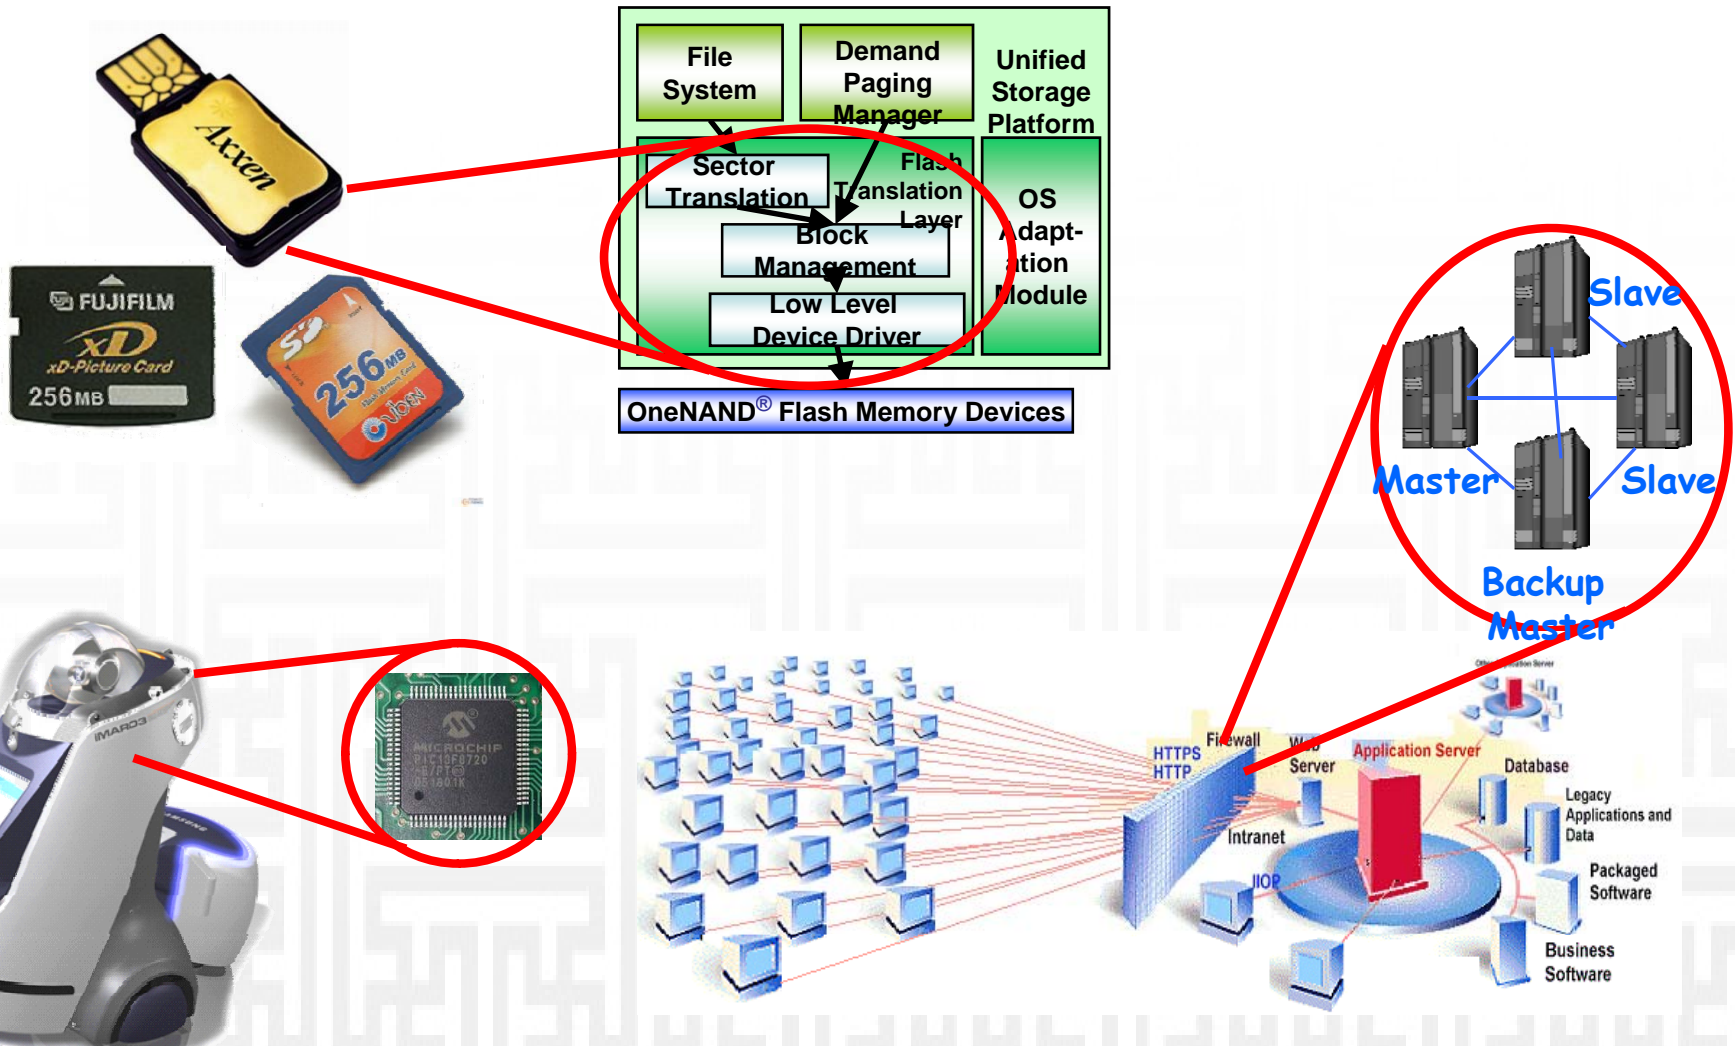 Axxen
FUJIFILM
xD
xD-Picture Card
256MB
256MB
File
System
Demand
Paging
Manager
Unified
Storage
Platform
Sector
Translation
Flash
Translation
Layer
Block
Management
Low Level
Device Driver
OS
Adapt-
ation
Module
OneNAND® Flash Memory Devices
Slave
Master
Slave
Backup
Master
MICROCHIP
PIC18F8720
SAMSUNG
HTTPS
HTTP
Firewall
Web
Server
Application Server
Database
Legacy
Applications and
Data
Intranet
IIOP
Packaged
Software
Business
Software